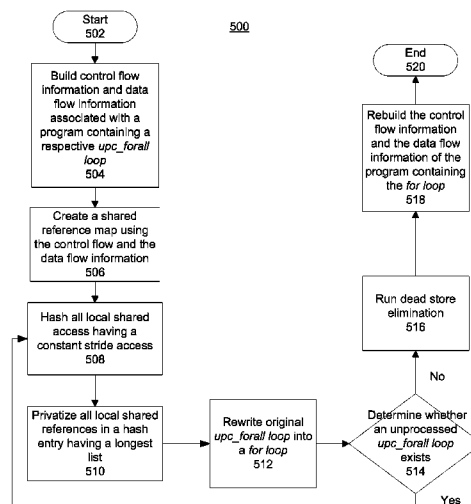 Start
502
500
Build control flow
information and data
flow information
associated with a
program containing a
respective upc_forall
loop
504
Create a shared
reference map using
the control flow and the
data flow information
506
Hash all local shared
access having a
constant stride access
508
Privatize all local shared
references in a hash
entry having a longest
list
510
Rewrite original
upc_forall loop into
a for loop
512
Determine whether
an unprocessed
upc_forall loop
exists
514
Yes
No
Run dead store
elimination
516
Rebuild the control
flow information
and the data flow
information of the
program containing
the for loop
518
End
520